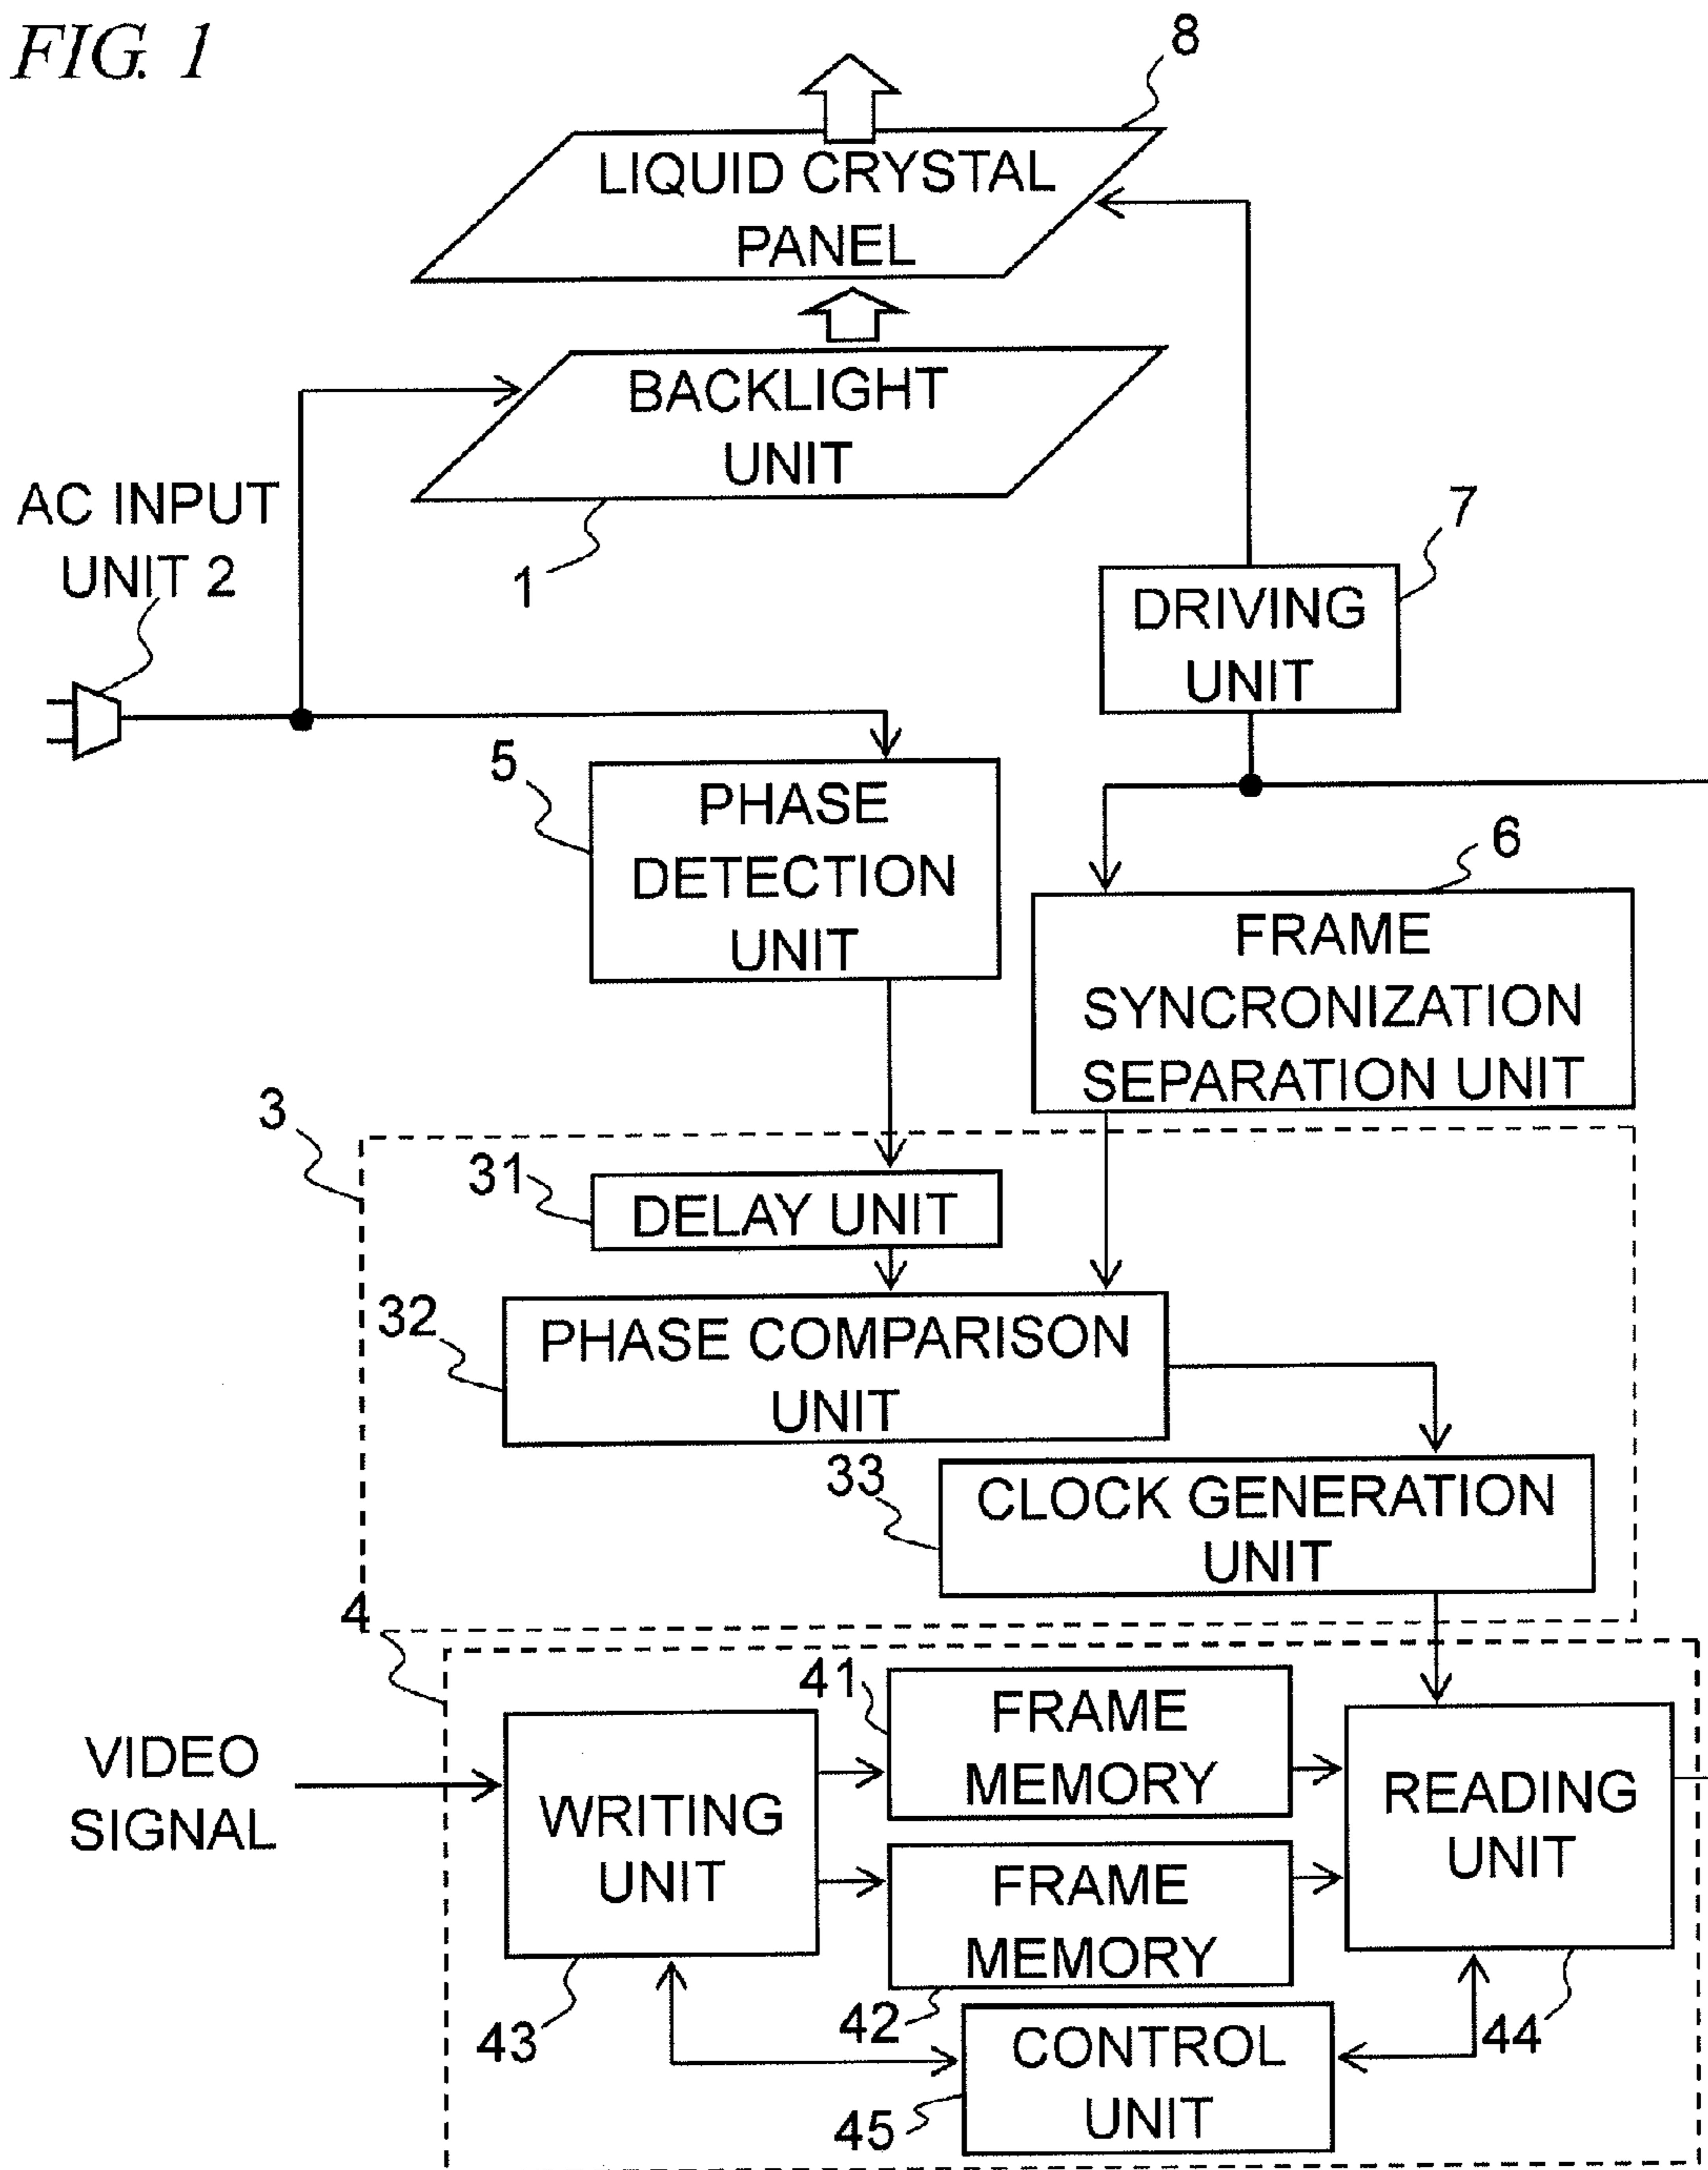 FIG. 1
8
LIQUID CRYSTAL
PANEL
BACKLIGHT
UNIT
AC INPUT
UNIT 2
1
7
DRIVING
UNIT
5
PHASE
DETECTION
UNIT
6
FRAME
SYNCRONIZATION
SEPARATION UNIT
3
31
DELAY UNIT
32
PHASE COMPARISON
UNIT
33
CLOCK GENERATION
UNIT
4
41
FRAME
MEMORY
VIDEO
SIGNAL
WRITING
UNIT
READING
UNIT
FRAME
MEMORY
43
42
44
CONTROL
UNIT
45